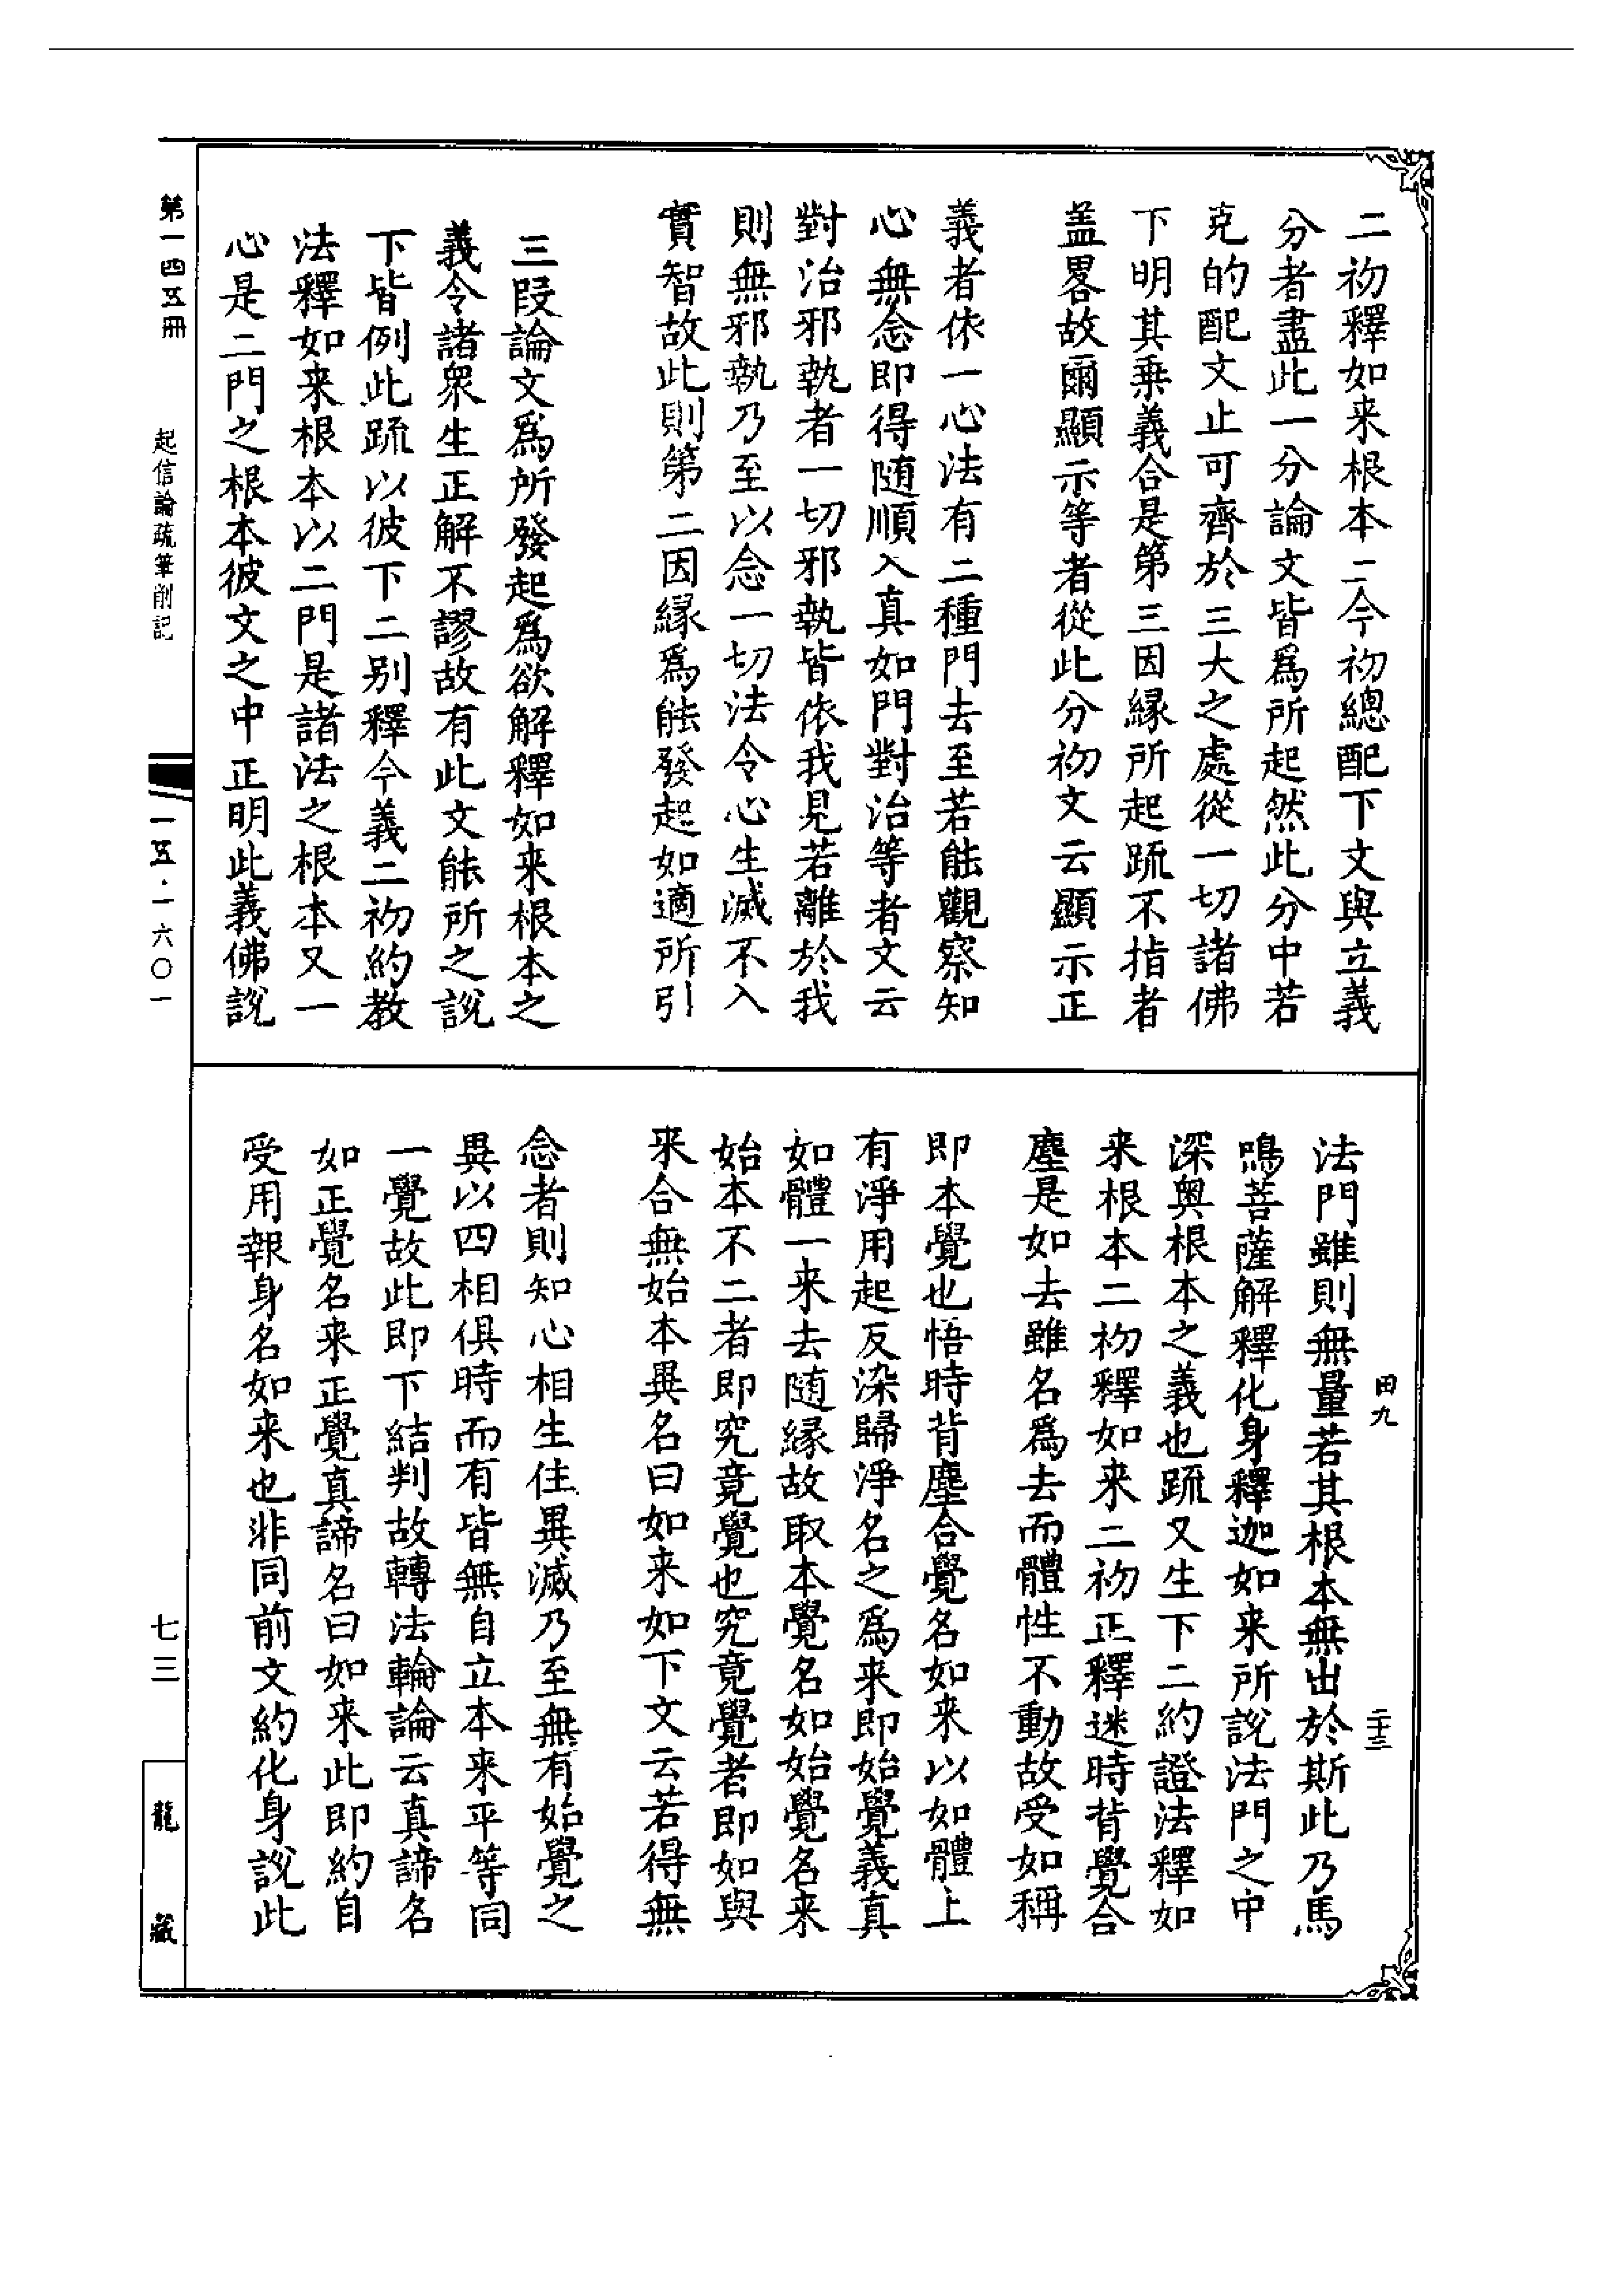 二初釋如来根本二今初總配下文與立義
分者盡此一分論文皆爲所起然此分中若
克的配文止可齊於三大之處從一切諸佛
下明其乗義合是第三因緣所起䟽不指者
盖畧故爾顯示等者從此分初文云顯示正
義者依一心法有二種門去至若能觀察知
心無念即得随順入真如門對治等者文云
對治邪執者一切邪執皆依我見若離於我
則無邪執乃至以念一切法令心生滅不入
實智故此則第二因緣爲能發起如適所引
三段論文爲所發起爲欲解釋如来根本之
義令諸衆生正解不謬故有此文能所之說
下皆例此䟽以彼下二别釋今義二初約教
法釋如来根本以二門是諸法之根本又一
心是二門之根本彼文之中正明此義佛說
法門雖則無量若其根本無出於斯此乃馬
鳴菩薩解釋化身釋迦如来所說法門之中
深奥根本之義也䟽又生下二約證法釋如
来根本二初釋如来二初正釋迷時背覺合
塵是如去雖名爲去而體性不動故受如稱
即本覺也悟時背塵合覺名如来以如體上
有淨用起反染歸淨名之爲来即始覺義真
如體一来去随緣故取本覺名如始覺名来
始本不二者即究竟覺也究竟覺者即如與
来合無始本異名曰如来如下文云若得無
念者則知心相生住異滅乃至無有始覺之
異以四相俱時而有皆無自立本来平等同
一覺故此即下結判故轉法輪論云真諦名
如正覺名来正覺真諦名曰如来此即約自
受用報身名如来也非同前文約化身說此
田九
二十三
第一四五冊
起信論疏筆削記
一五·一六〇一
七三
龍藏